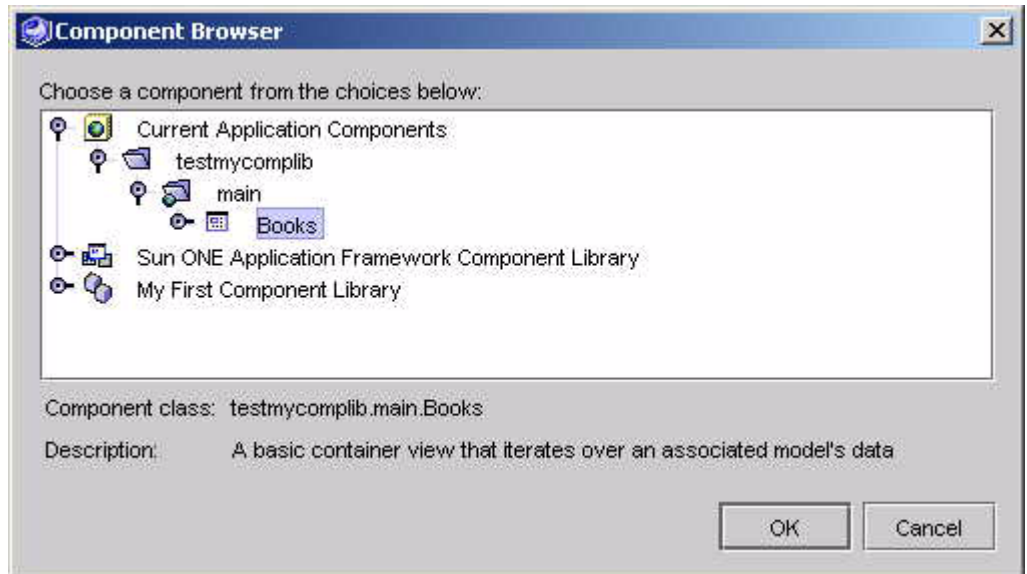 Component Browser
Choose a component from the choices below:
Current Application Components
testmycomplib
main
Books
Sun ONE Application Framework Component Library
My First Component Library
Component class: testmycomplib.main.Books
Description: A basic container view that iterates over an associated model's data
OK Cancel